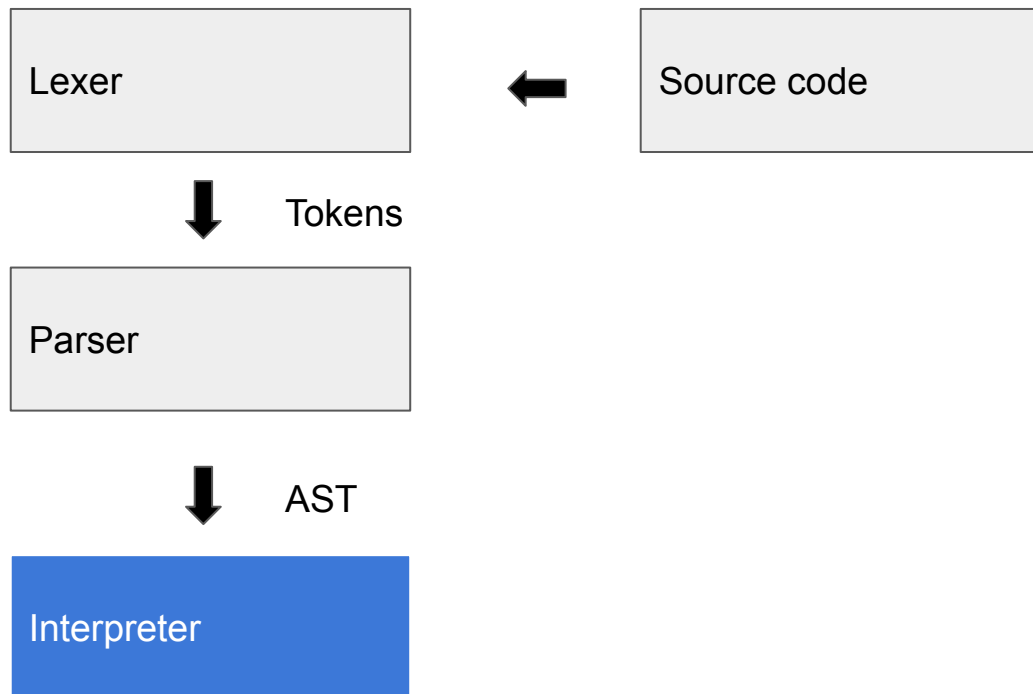 Lexer
Source code
Tokens
Parser
AST
Interpreter